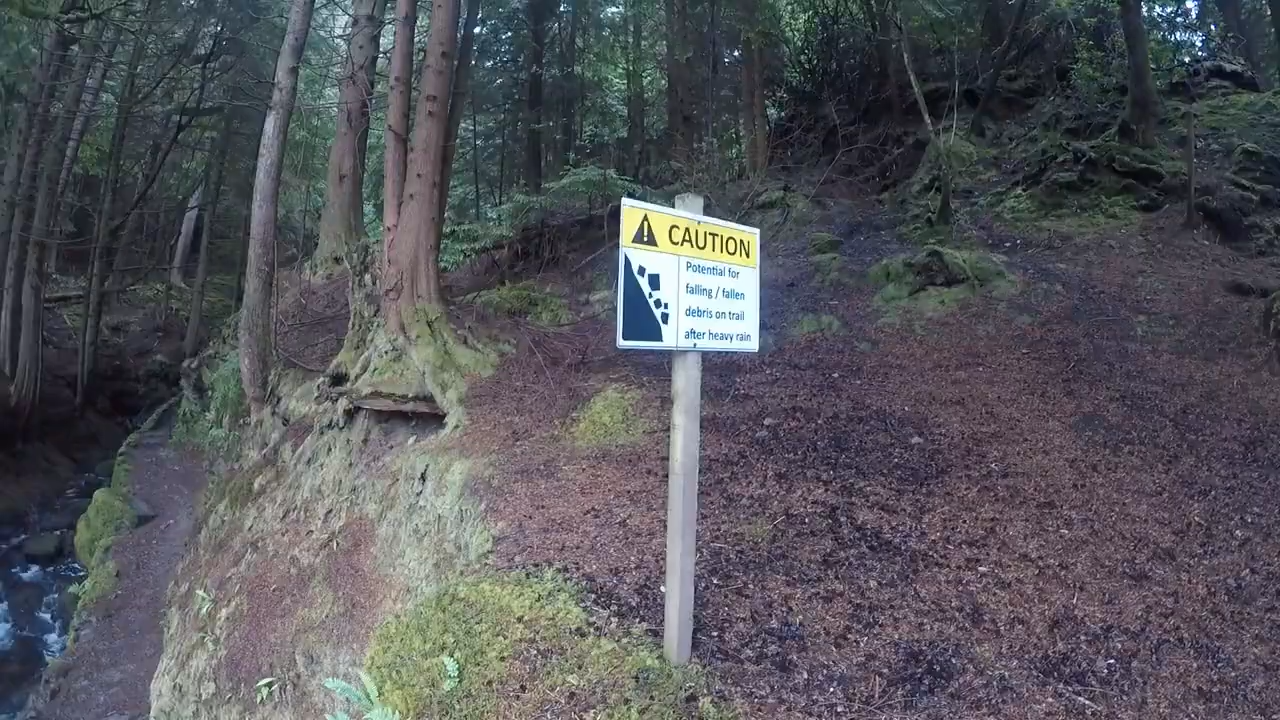 CAUTION
Potential for
falling / fallen
debris on trail
after heavy rain